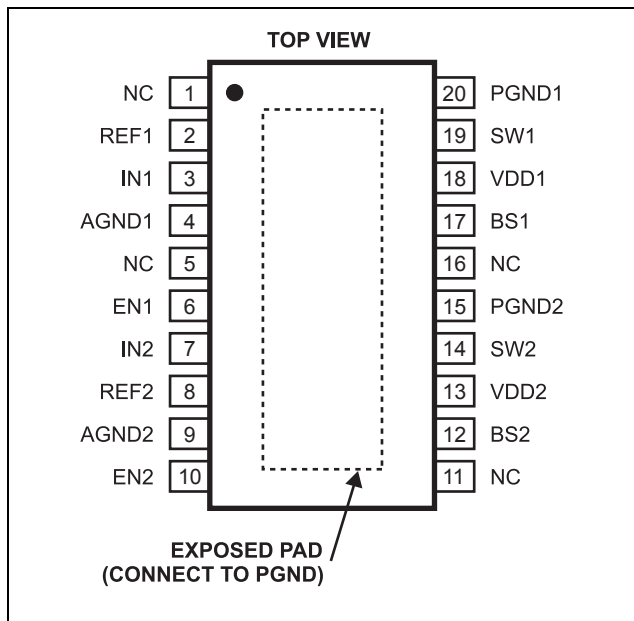 TOP VIEW
NC 1 20 PGND1
REF1 2 19 SW1
IN1 3 18 VDD1
AGND1 4 17 BS1
NC 5 16 NC
EN1 6 15 PGND2
IN2 7 14 SW2
REF2 8 13 VDD2
AGND2 9 12 BS2
EN2 10 11 NC
EXPOSED PAD
(CONNECT TO PGND)